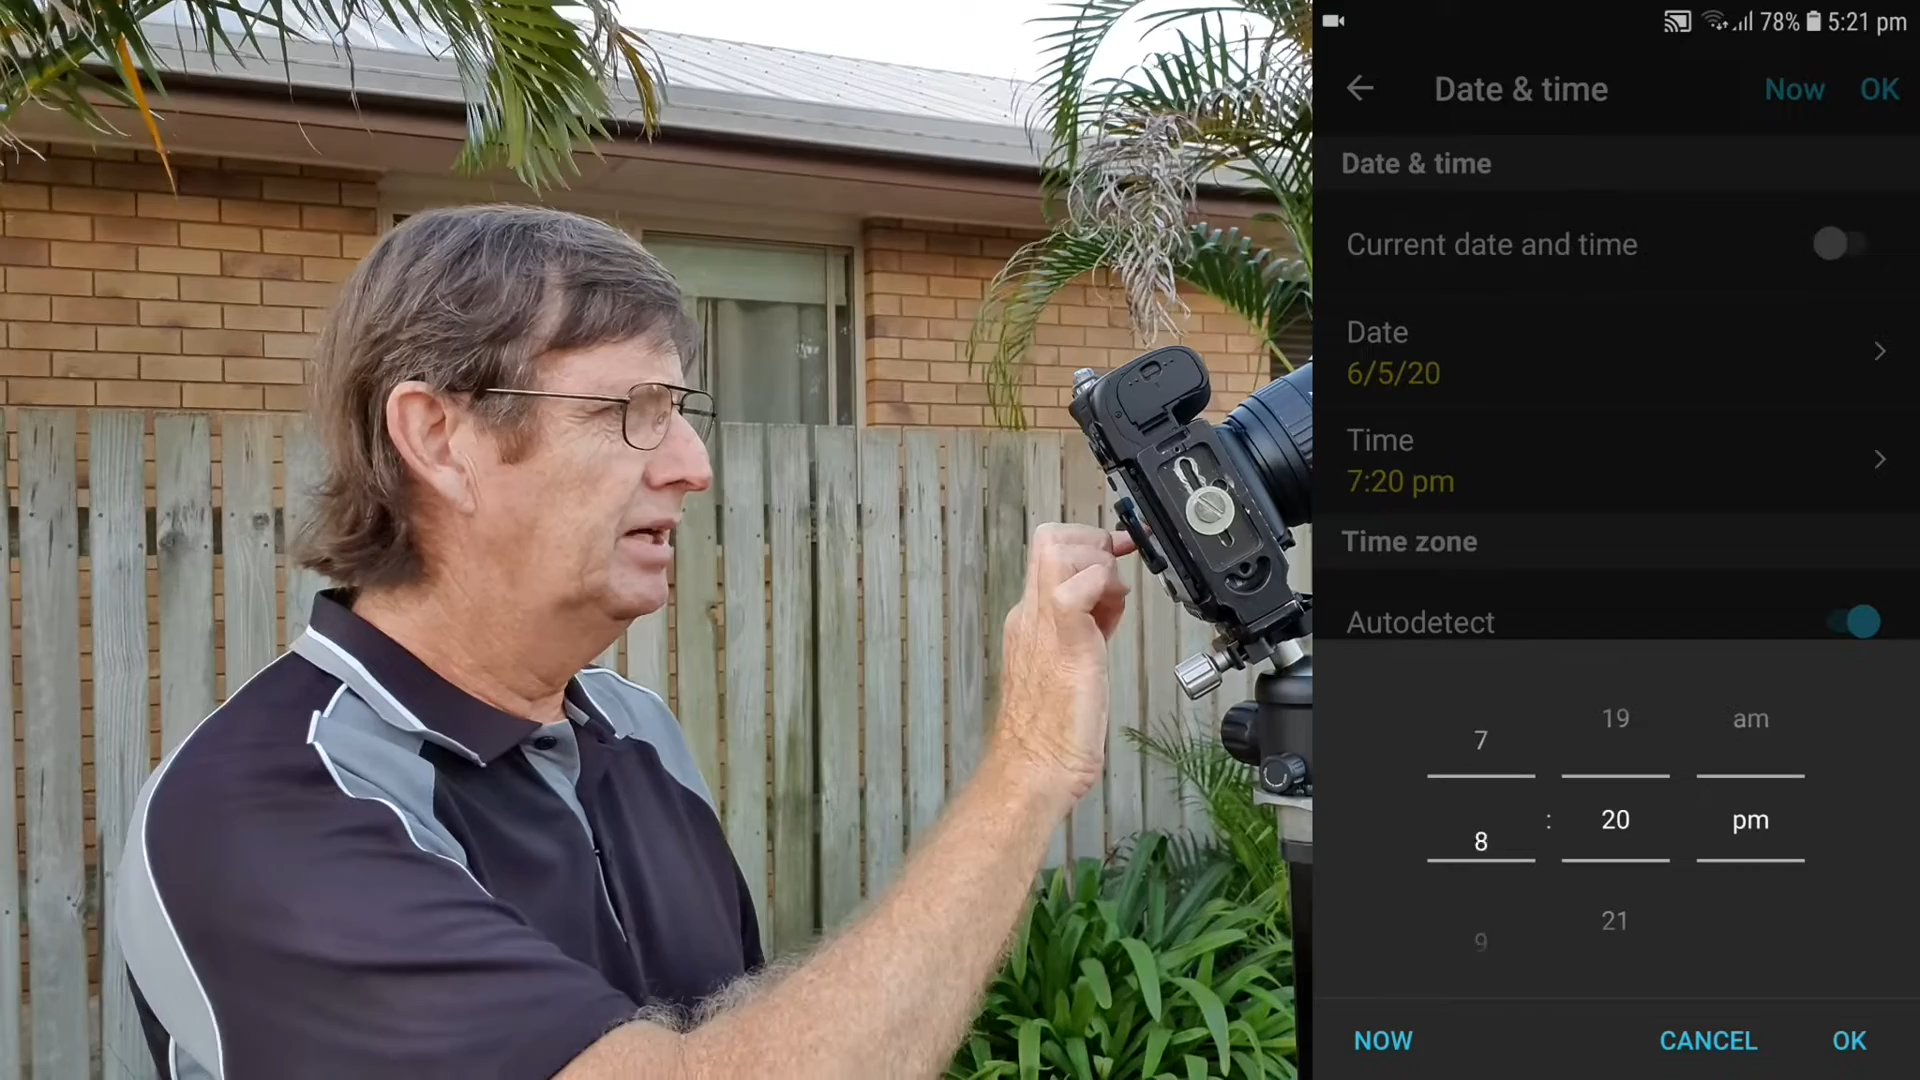 78% 5:21 pm
Date & time Now OK
Date & time
Current date and time
Date
6/5/20
Time
7:20 pm
Time zone
Autodetect
7 19 am
8 : 20 pm
9 21
NOW CANCEL OK